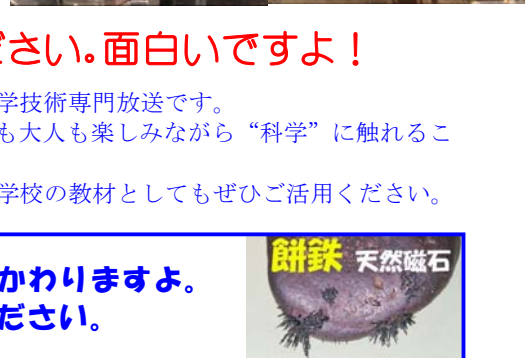 ださい。面白いですよ！
学技術専門放送です。
も大人も楽しみながら“科学”に触れるこ
学校の教材としてもぜひご活用ください。
かわりますよ。
ださい。
餅鉄 天然磁石